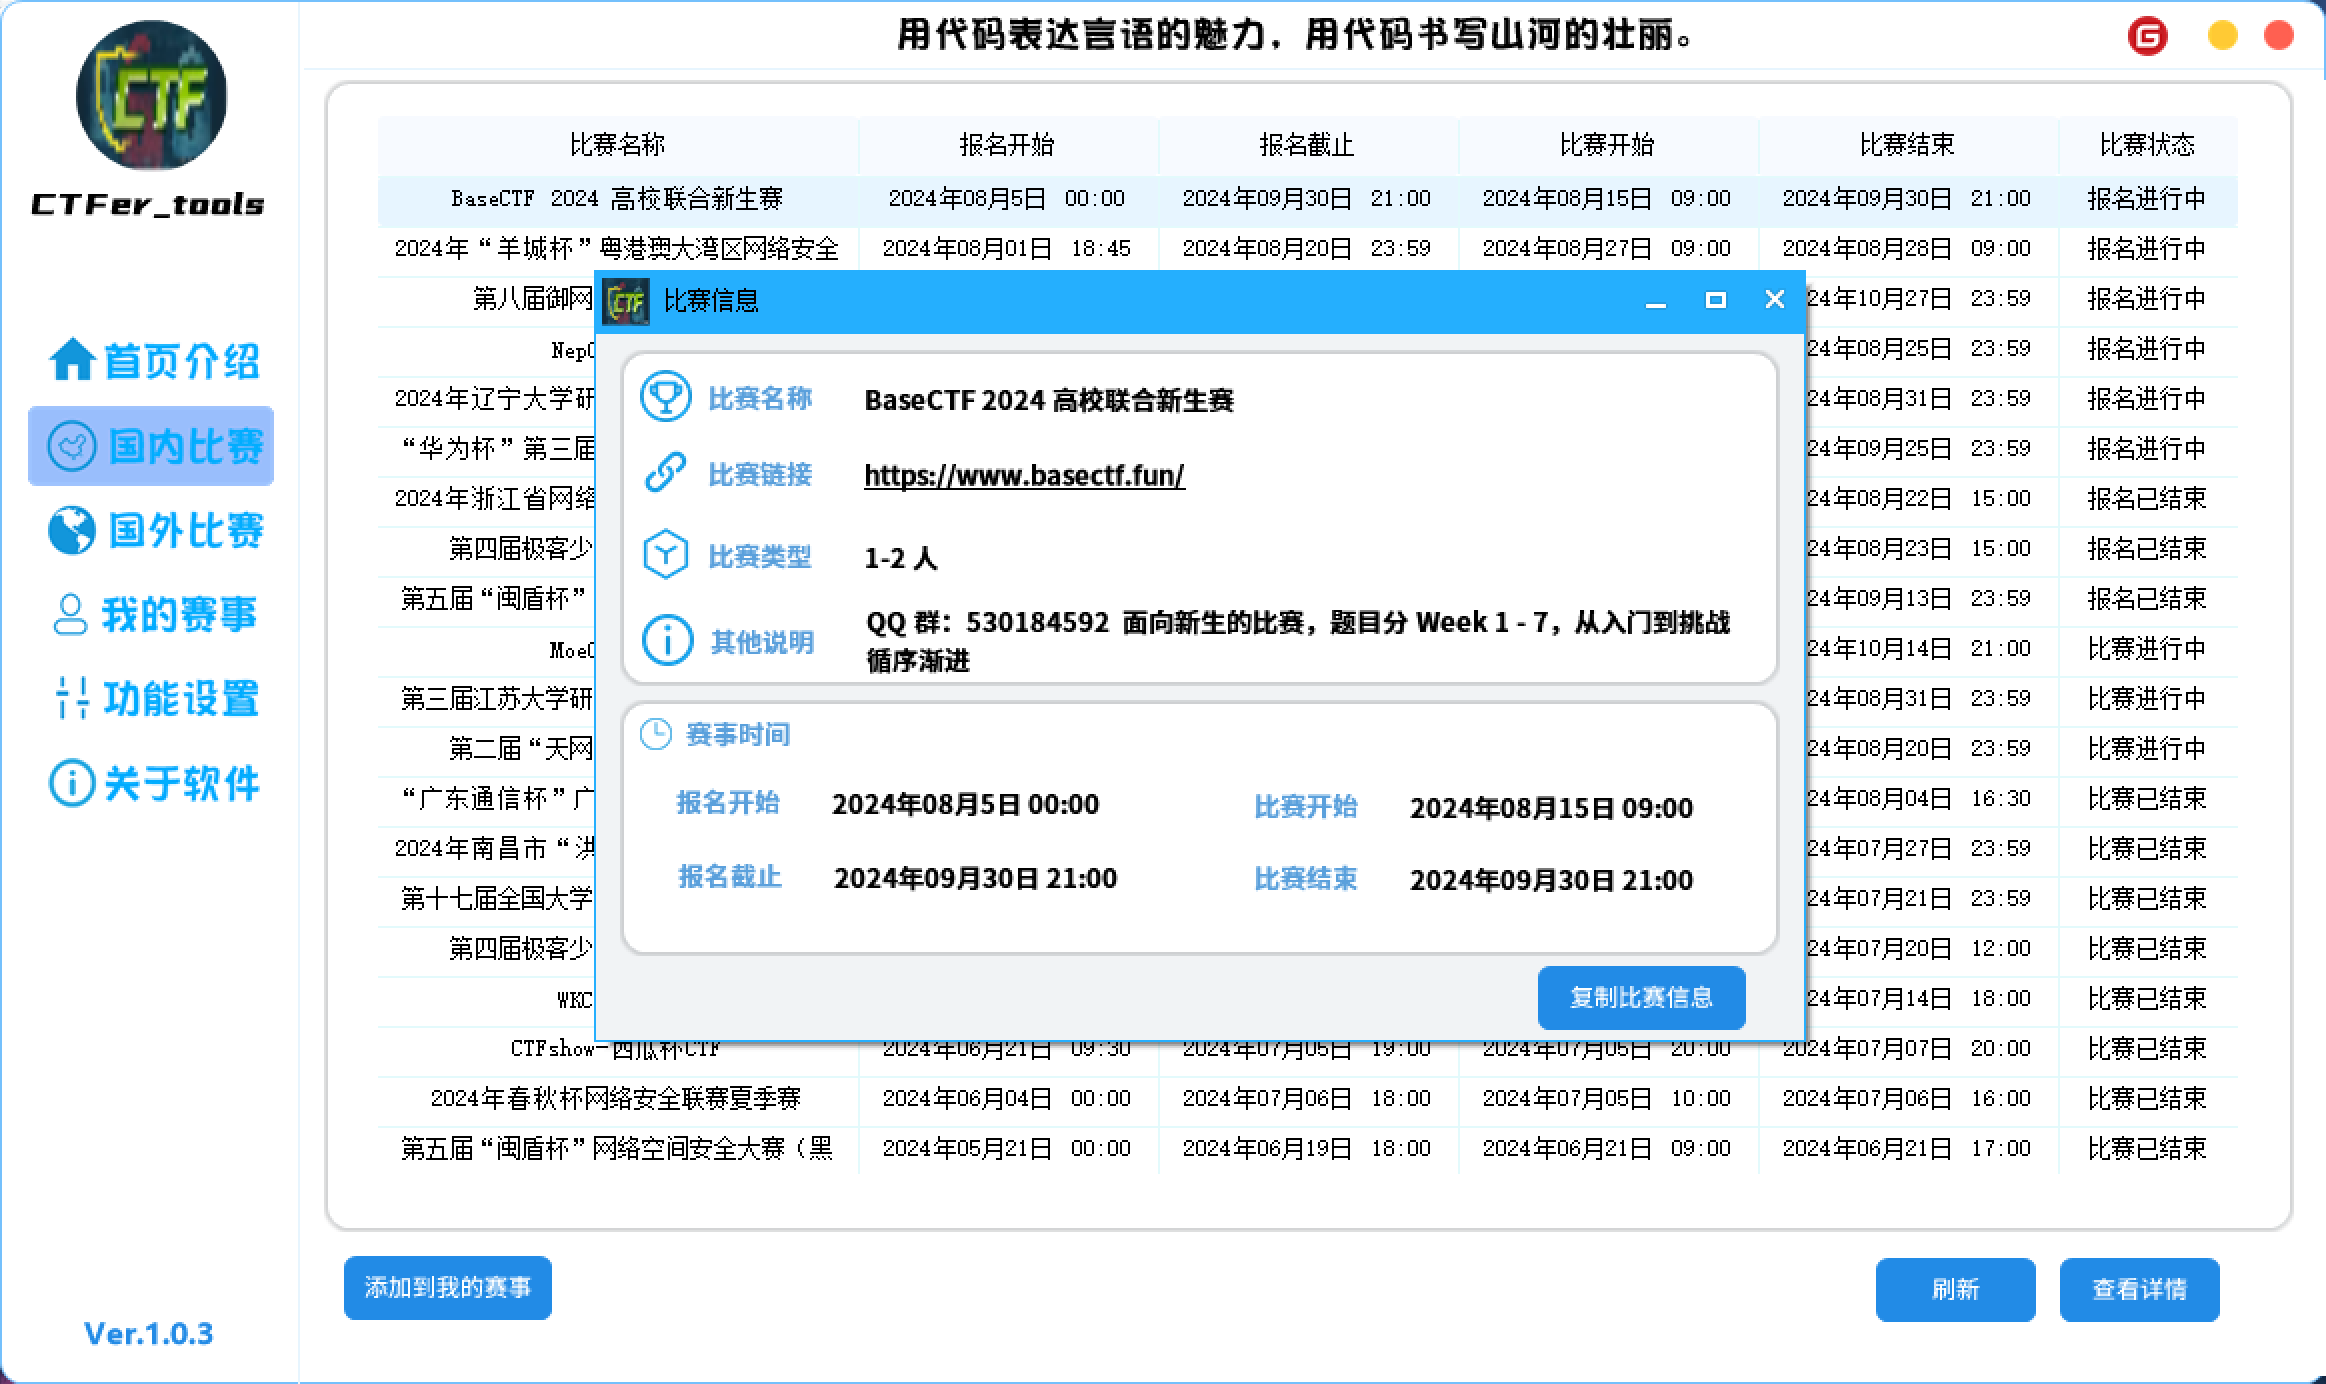 用代码表达言语的魅力，用代码书写山河的壮丽。
CTF
CTFer_tools
首页介绍
国内比赛
国外比赛
我的赛事
功能设置
关于软件
Ver.1.0.3
比赛名称 报名开始 报名截止 比赛开始 比赛结束 比赛状态
BaseCTF 2024 高校联合新生赛 2024年08月5日 00:00 2024年09月30日 21:00 2024年08月15日 09:00 2024年09月30日 21:00 报名进行中
2024年“羊城杯”粤港澳大湾区网络安全 2024年08月01日 18:45 2024年08月20日 23:59 2024年08月27日 09:00 2024年08月28日 09:00 报名进行中
第八届御网 24年10月27日 23:59 报名进行中
Nep 24年08月25日 23:59 报名进行中
2024年辽宁大学研 24年08月31日 23:59 报名进行中
“华为杯”第三届 24年09月25日 23:59 报名进行中
2024年浙江省网络 24年08月22日 15:00 报名已结束
第四届极客少 24年08月23日 15:00 报名已结束
第五届“闽盾杯” 24年09月13日 23:59 报名已结束
Moe 24年10月14日 21:00 比赛进行中
第三届江苏大学研 24年08月31日 23:59 比赛进行中
第二届“天网 24年08月20日 23:59 比赛进行中
“广东通信杯”广 24年08月04日 16:30 比赛已结束
2024年南昌市“洪 24年07月27日 23:59 比赛已结束
第十七届全国大学 24年07月21日 23:59 比赛已结束
第四届极客少 24年07月20日 12:00 比赛已结束
WKC 24年07月14日 18:00 比赛已结束
CTFshow-西瓜杯CTF 2024年06月21日 09:30 2024年07月05日 19:00 2024年07月05日 20:00 2024年07月07日 20:00 比赛已结束
2024年春秋杯网络安全联赛夏季赛 2024年06月04日 00:00 2024年07月06日 18:00 2024年07月05日 10:00 2024年07月06日 16:00 比赛已结束
第五届“闽盾杯”网络空间安全大赛（黑 2024年05月21日 00:00 2024年06月19日 18:00 2024年06月21日 09:00 2024年06月21日 17:00 比赛已结束
CTF 比赛信息
比赛名称 BaseCTF 2024 高校联合新生赛
比赛链接 https://www.basectf.fun/
比赛类型 1-2 人
其他说明 QQ 群：530184592 面向新生的比赛，题目分 Week 1 - 7，从入门到挑战
循序渐进
赛事时间
报名开始 2024年08月5日 00:00 比赛开始 2024年08月15日 09:00
报名截止 2024年09月30日 21:00 比赛结束 2024年09月30日 21:00
复制比赛信息
添加到我的赛事 刷新 查看详情